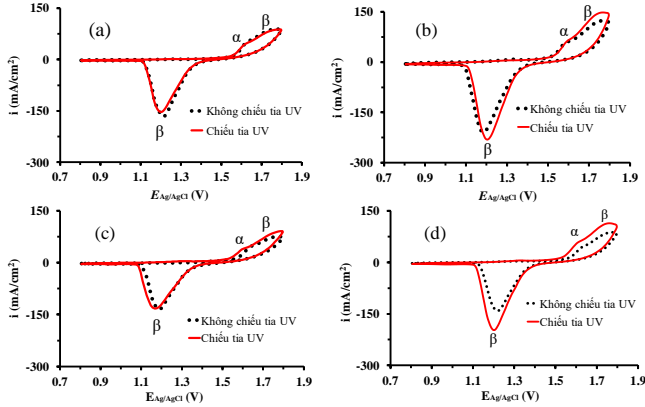 150
0
-150
-300
i (mA/cm²)
(a)
α
β
β
Không chiếu tia UV
Chiếu tia UV
0.7 0.9 1.1 1.3 1.5 1.7 1.9
E Ag/AgCl (V)
150
0
-150
-300
i (mA/cm²)
(b)
α
β
β
Không chiếu tia UV
Chiếu tia UV
0.7 0.9 1.1 1.3 1.5 1.7 1.9
E Ag/AgCl (V)
150
0
-150
-300
i (mA/cm²)
(c)
α
β
β
Không chiếu tia UV
Chiếu tia UV
0.7 0.9 1.1 1.3 1.5 1.7 1.9
E Ag/AgCl (V)
150
0
-150
-300
i (mA/cm²)
(d)
α
β
β
Không chiếu tia UV
Chiếu tia UV
0.7 0.9 1.1 1.3 1.5 1.7 1.9
E Ag/AgCl (V)